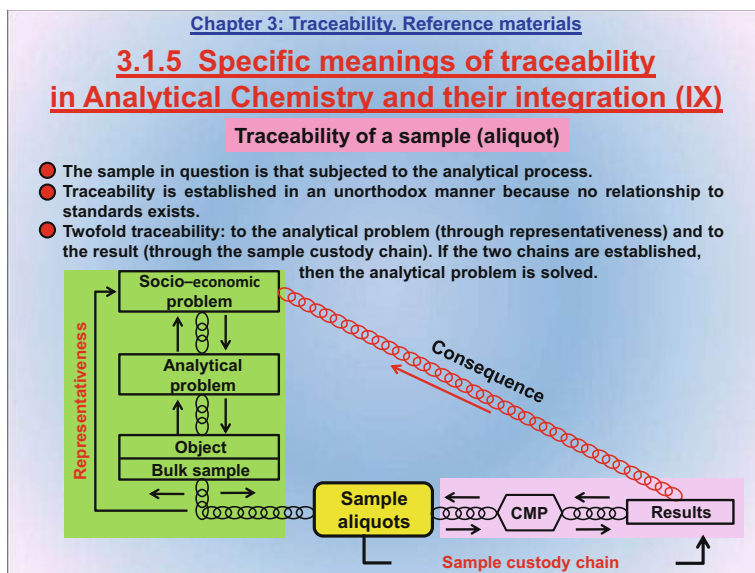 Chapter 3: Traceability. Reference materials
3.1.5 Specific meanings of traceability
in Analytical Chemistry and their integration (IX)
Traceability of a sample (aliquot)
The sample in question is that subjected to the analytical process.
Traceability is established in an unorthodox manner because no relationship to
standards exists.
Twofold traceability: to the analytical problem (through representativeness) and to
the result (through the sample custody chain). If the two chains are established,
then the analytical problem is solved.
Socio–economic
problem
Representativeness
Analytical
problem
Consequence
Object
Bulk sample
Sample
aliquots
CMP
Results
Sample custody chain